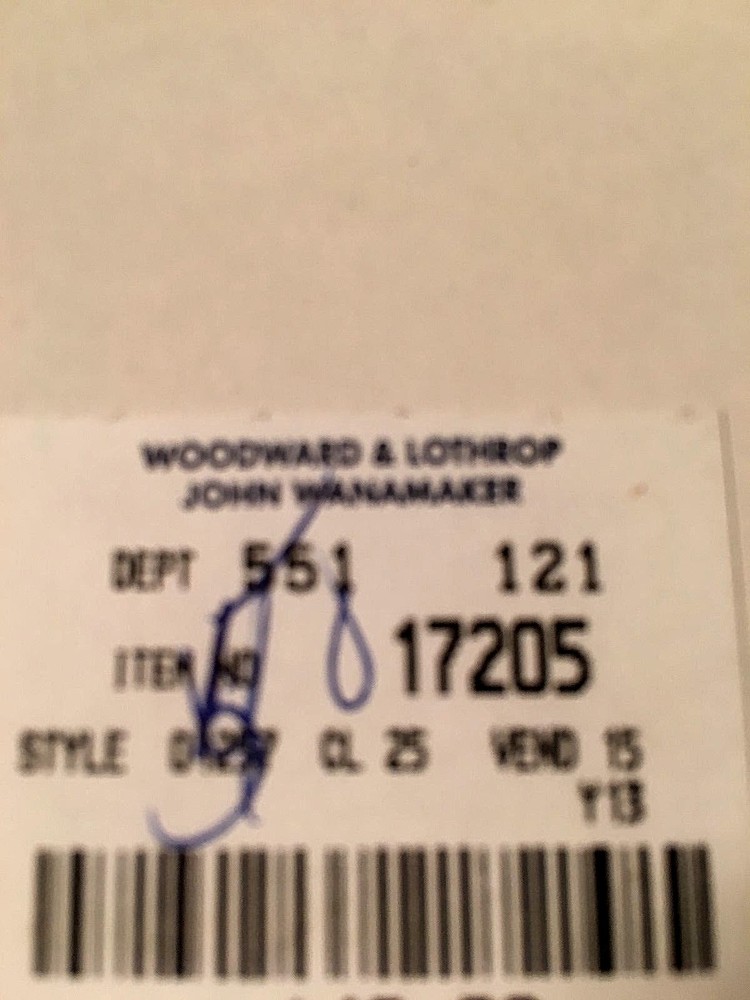 WOODWARD & LOTHROP
JOHN WANAMAKER
DEPT 551 121
ITEM NO 17205
STYLE CL 25 VEND 15
Y13